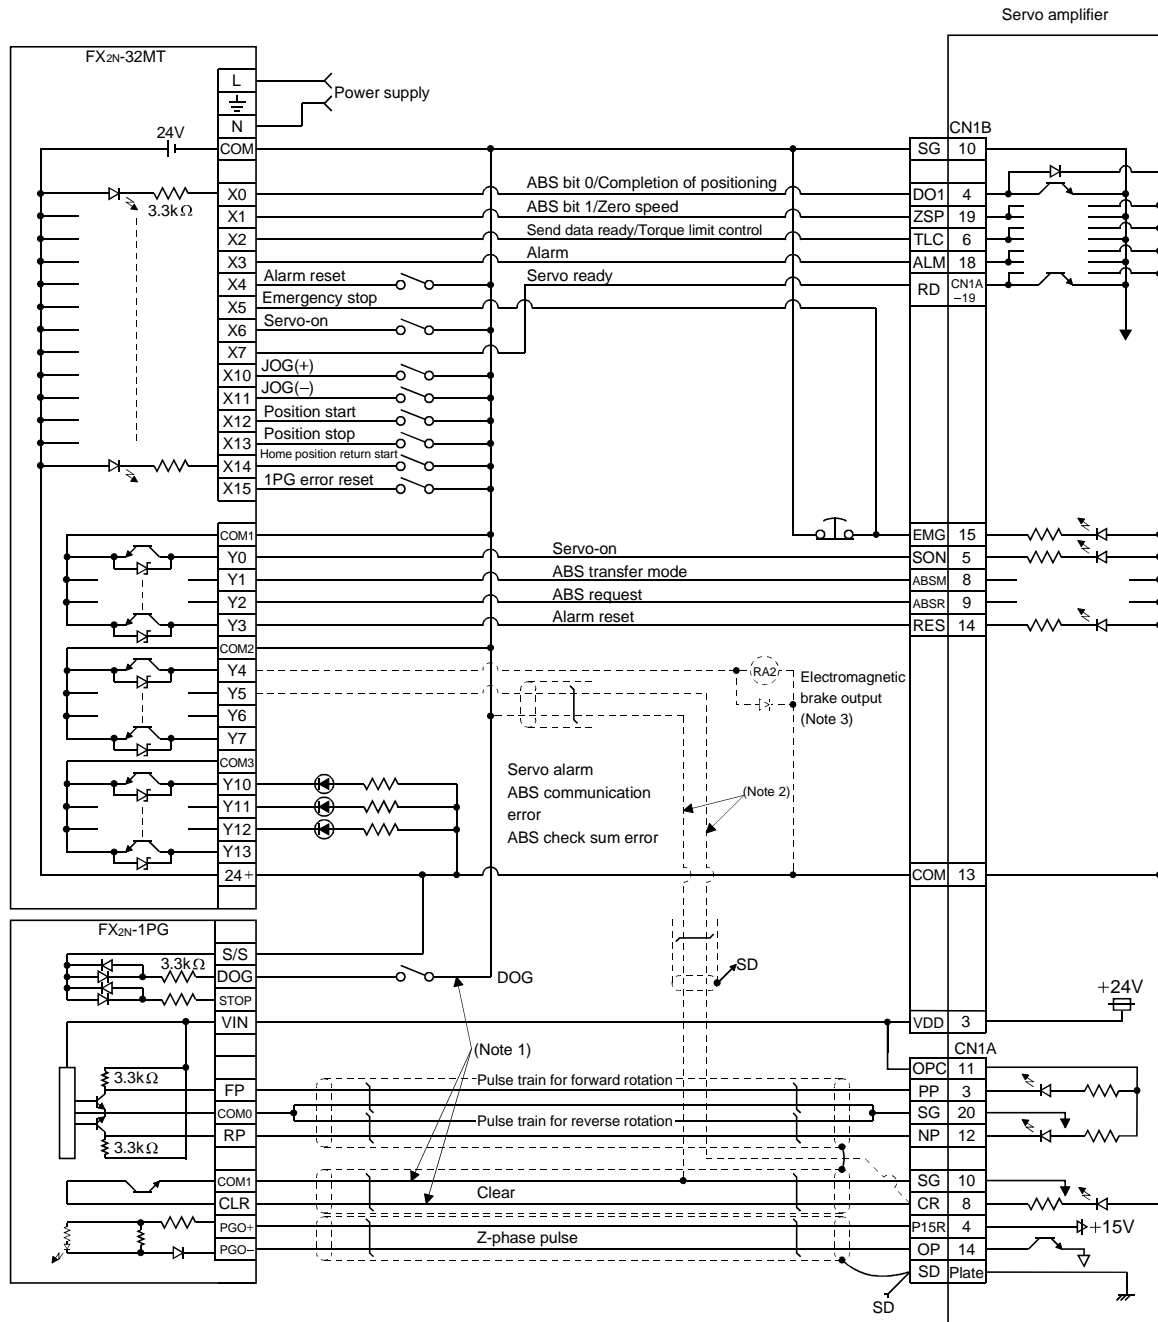 Servo amplifier
FX2N-32MT
L
Power supply
N
24V
CN1B
COM
SG 10
3.3kΩ
X0
ABS bit 0/Completion of positioning
DO1 4
X1
ABS bit 1/Zero speed
ZSP 19
X2
Send data ready/Torque limit control
TLC 6
X3
Alarm
ALM 18
X4
Alarm reset
Servo ready
RD CN1A
−19
X5
Emergency stop
X6
Servo-on
X7
X10
JOG(+)
X11
JOG(−)
X12
Position start
X13
Position stop
X14
Home position return start
X15
1PG error reset
COM1
EMG 15
Y0
Servo-on
SON 5
Y1
ABS transfer mode
ABSM 8
Y2
ABS request
ABSR 9
Y3
Alarm reset
RES 14
COM2
Y4
RA2
Electromagnetic
brake output
(Note 3)
Y5
Y6
Y7
COM3
Servo alarm
ABS communication
error
ABS check sum error
(Note 2)
Y10
Y11
Y12
Y13
24+
COM 13
FX2N-1PG
S/S
3.3kΩ
DOG
DOG
SD
STOP
+24V
VIN
VDD 3
(Note 1)
CN1A
OPC 11
3.3kΩ
FP
Pulse train for forward rotation
PP 3
COM0
SG 20
Pulse train for reverse rotation
RP
NP 12
3.3kΩ
COM1
SG 10
CLR
Clear
CR 8
PGO+
P15R 4
+15V
Z-phase pulse
PGO−
OP 14
SD Plate
SD